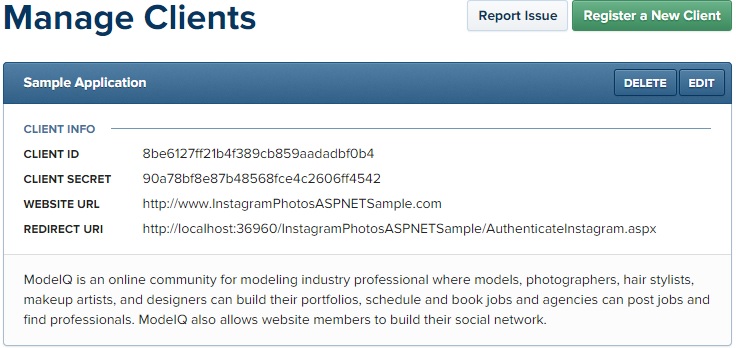 Manage Clients
Report Issue
Register a New Client
Sample Application
DELETE
EDIT
CLIENT INFO
CLIENT ID 8be6127ff21b4f389cb859aadadbf0b4
CLIENT SECRET 90a78bf8e87b48568fce4c2606ff4542
WEBSITE URL http://www.InstagramPhotosASPNETSample.com
REDIRECT URI http://localhost:36960/InstagramPhotosASPNETSample/AuthenticateInstagram.aspx
ModelQ is an online community for modeling industry professional where models, photographers, hair stylists,
makeup artists, and designers can build their portfolios, schedule and book jobs and agencies can post jobs and
find professionals. ModelQ also allows website members to build their social network.